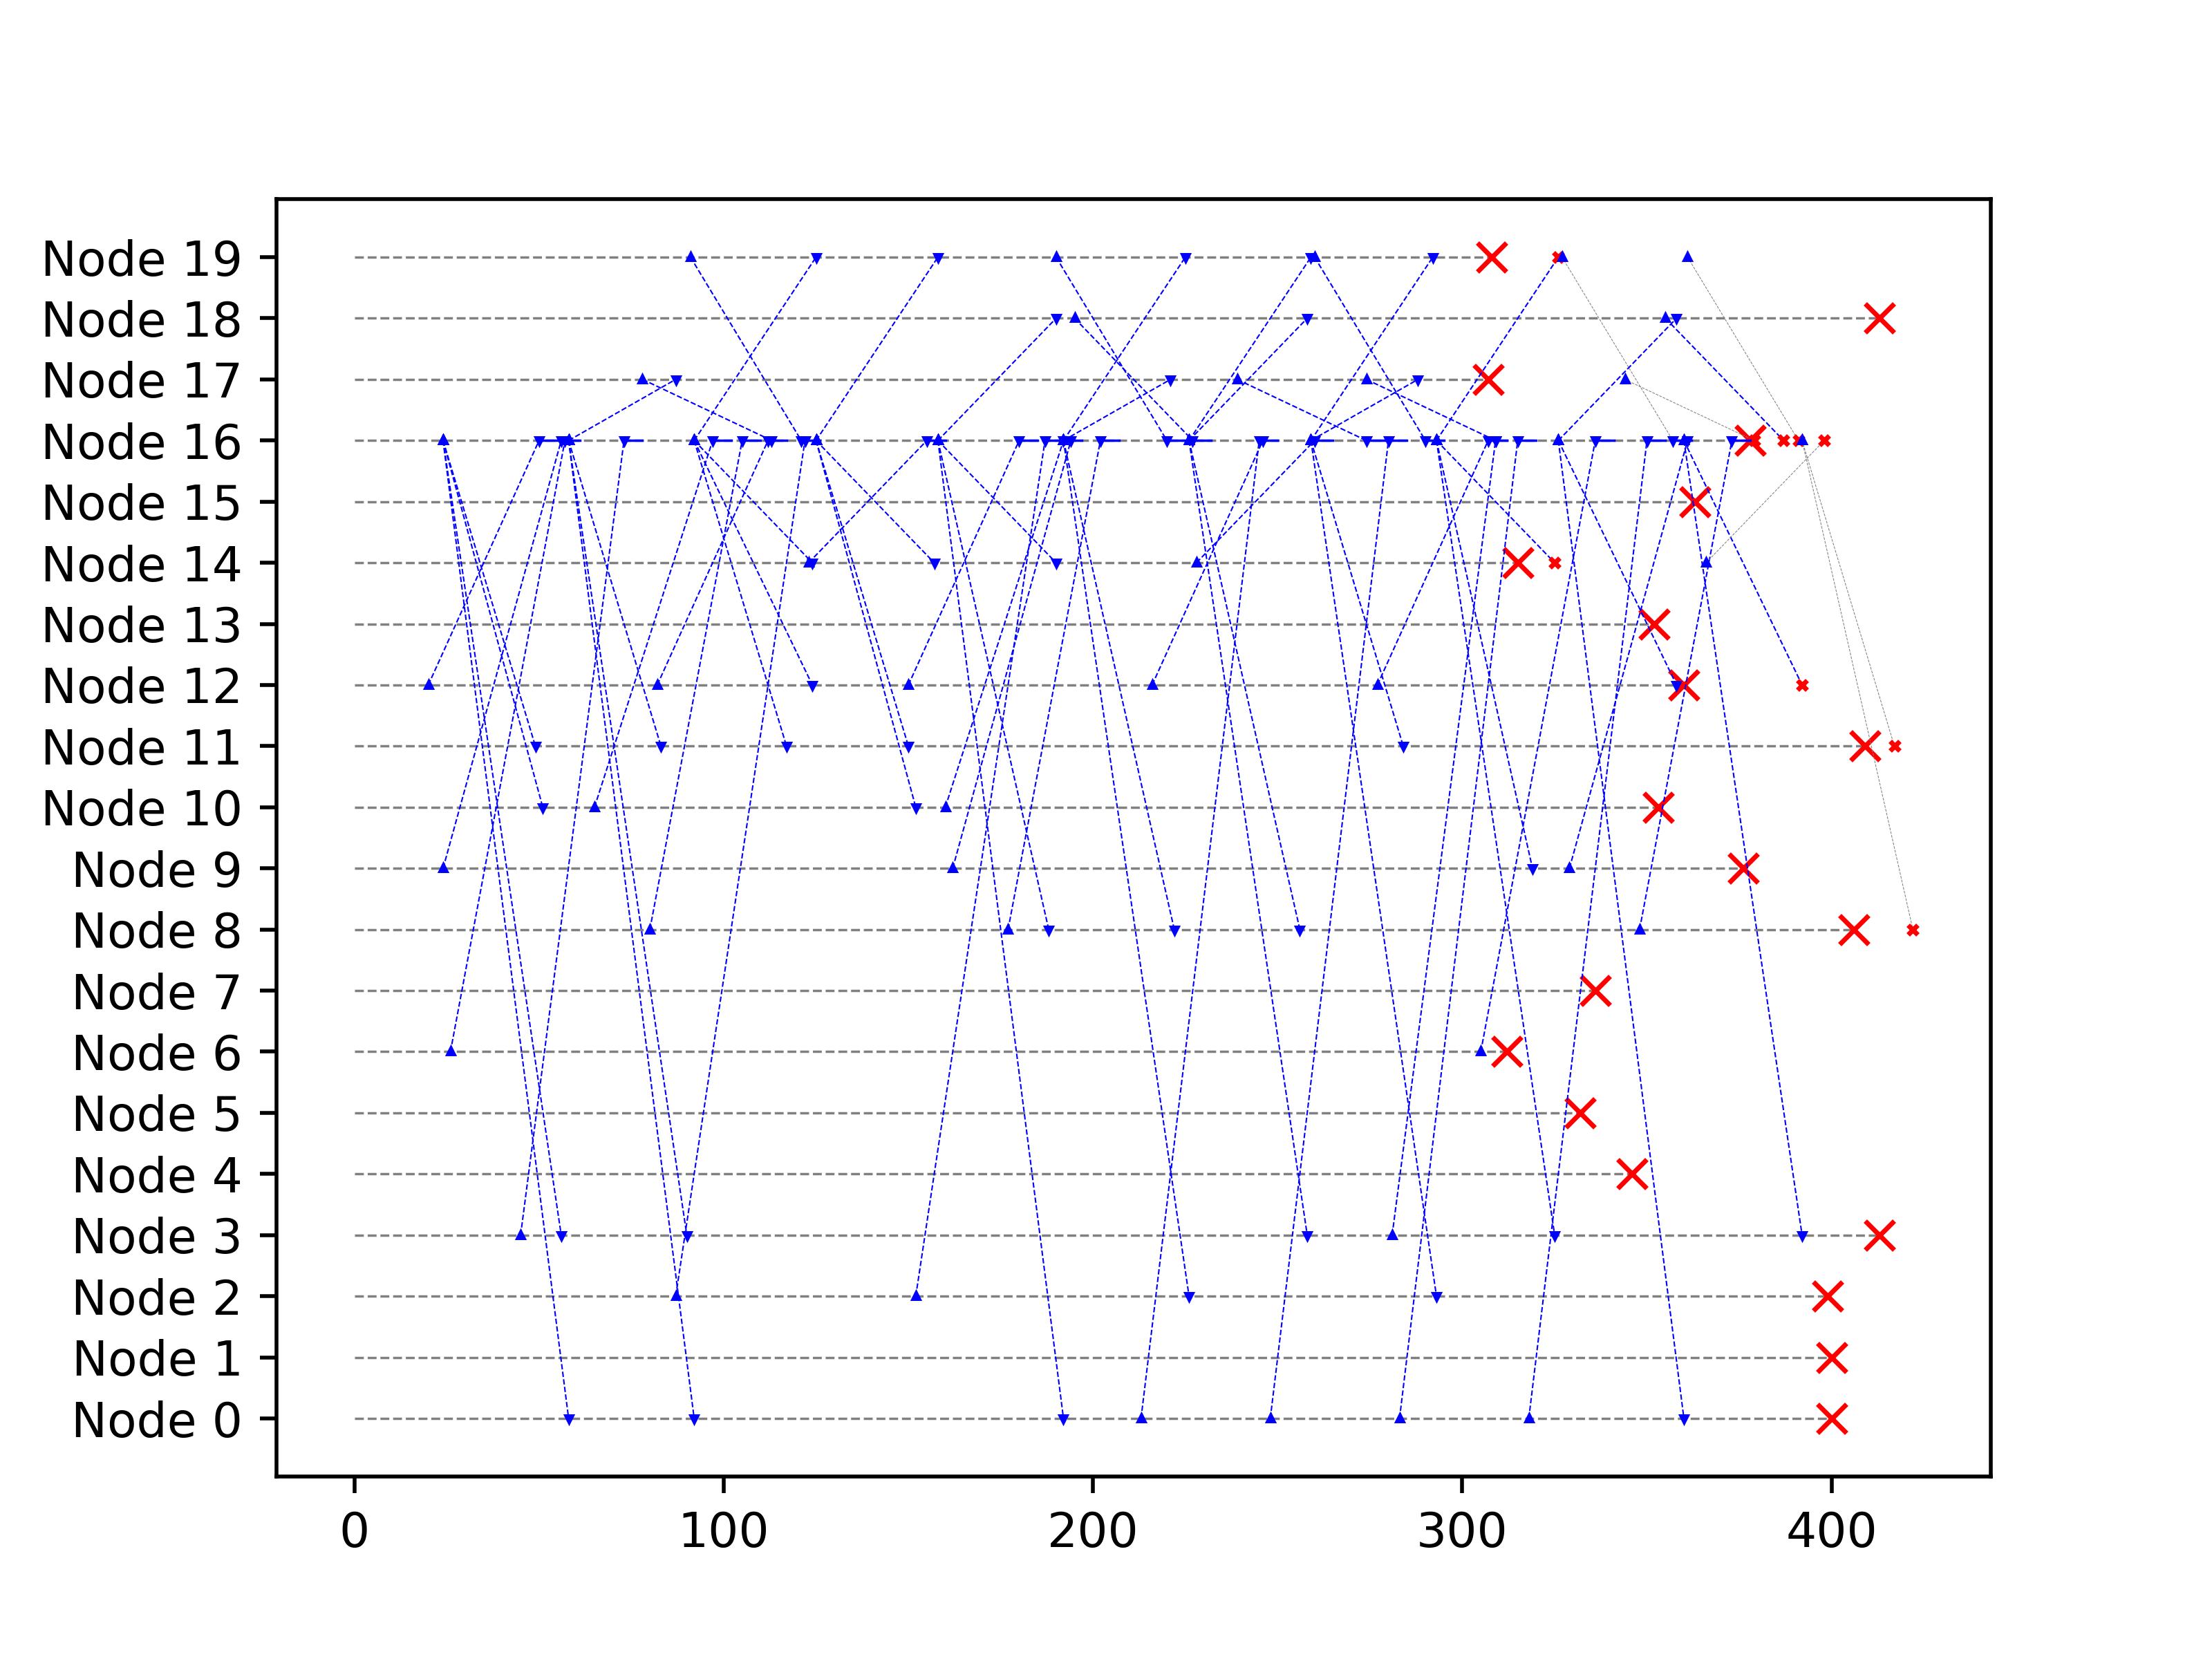 Node 19
Node 18
Node 17
Node 16
Node 15
Node 14
Node 13
Node 12
Node 11
Node 10
Node 9
Node 8
Node 7
Node 6
Node 5
Node 4
Node 3
Node 2
Node 1
Node 0
0 100 200 300 400